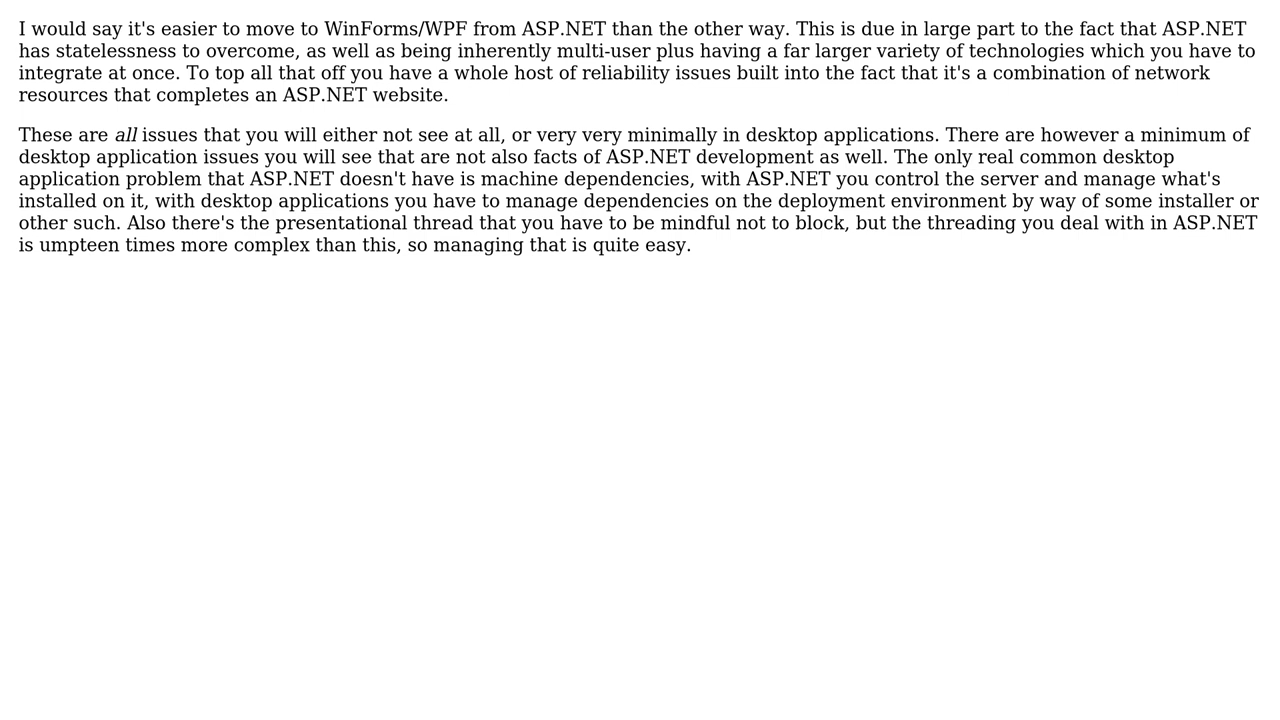 I would say it's easier to move to WinForms/WPF from ASP.NET than the other way. This is due in large part to the fact that ASP.NET
has statelessness to overcome, as well as being inherently multi-user plus having a far larger variety of technologies which you have to
integrate at once. To top all that off you have a whole host of reliability issues built into the fact that it's a combination of network
resources that completes an ASP.NET website.
These are all issues that you will either not see at all, or very very minimally in desktop applications. There are however a minimum of
desktop application issues you will see that are not also facts of ASP.NET development as well. The only real common desktop
application problem that ASP.NET doesn't have is machine dependencies, with ASP.NET you control the server and manage what's
installed on it, with desktop applications you have to manage dependencies on the deployment environment by way of some installer or
other such. Also there's the presentational thread that you have to be mindful not to block, but the threading you deal with in ASP.NET
is umpteen times more complex than this, so managing that is quite easy.